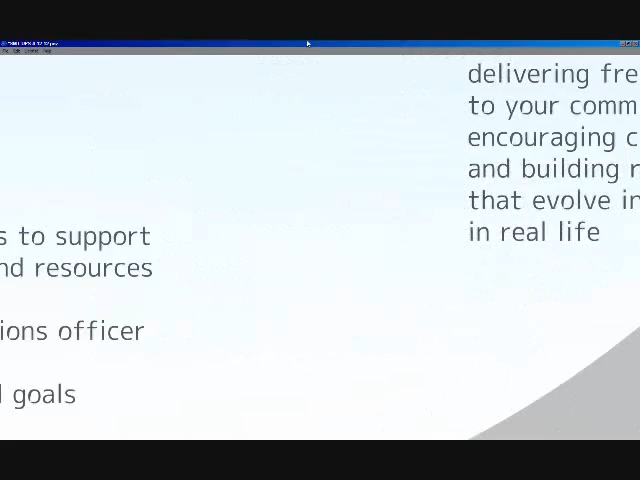 delivering fre
to your comm
encouraging c
and building r
that evolve in
in real life
s to support
nd resources
ions officer
l goals